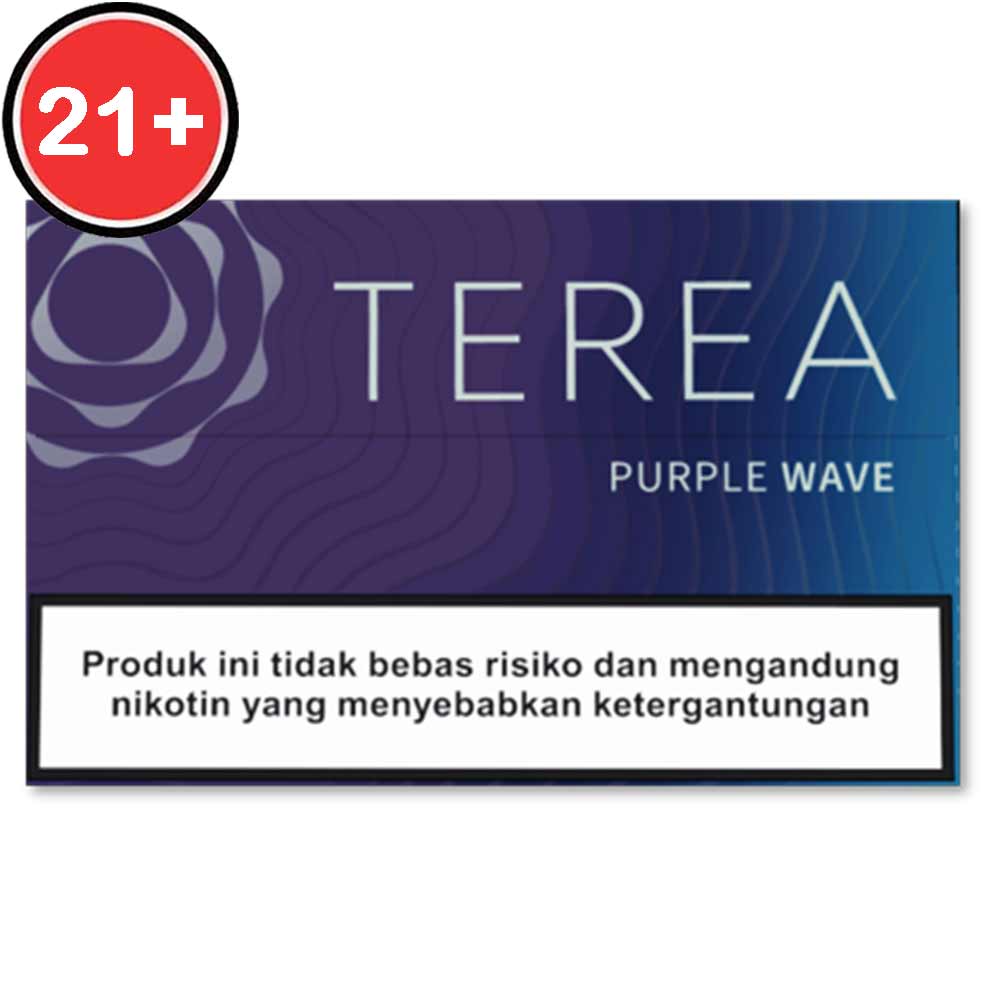 21+
TEREA
PURPLE WAVE
Produk ini tidak bebas risiko dan mengandung
nikotin yang menyebabkan ketergantungan